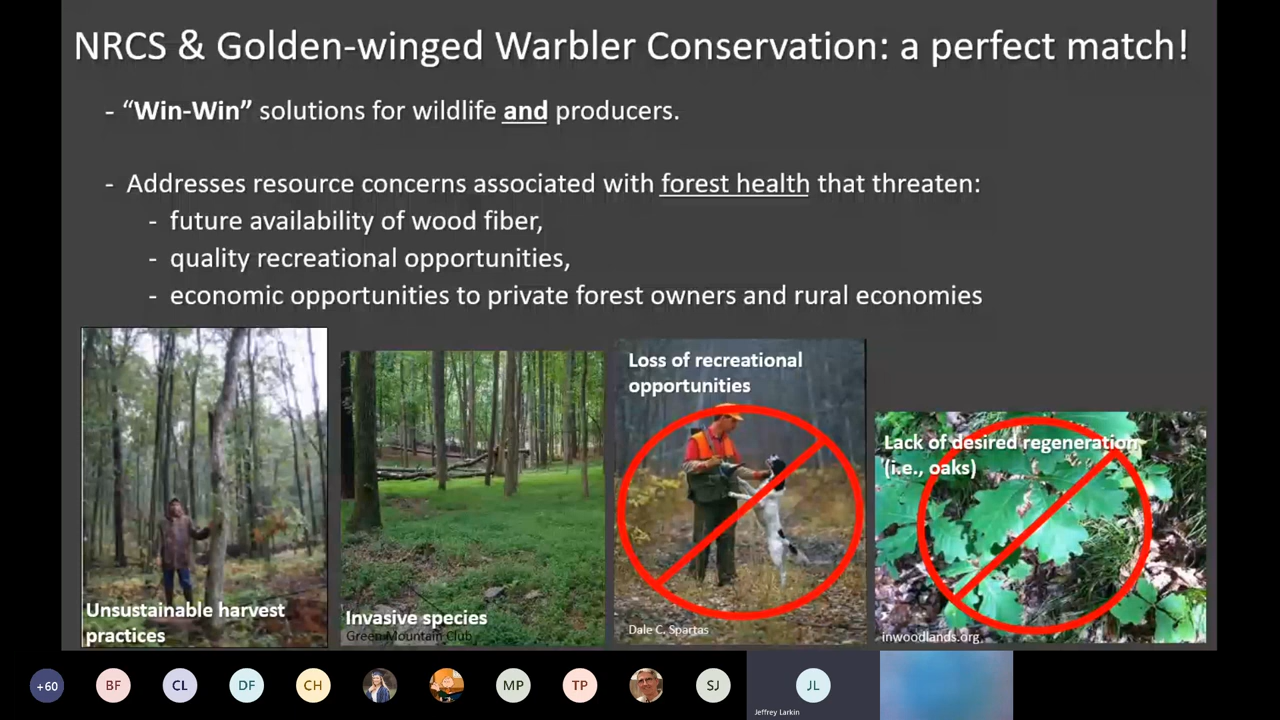 NRCS & Golden-winged Warbler Conservation: a perfect match!
- “Win-Win” solutions for wildlife and producers.
- Addresses resource concerns associated with forest health that threaten:
- future availability of wood fiber,
- quality recreational opportunities,
- economic opportunities to private forest owners and rural economies
Unsustainable harvest
practices
Invasive species
Green Mountain Club
Loss of recreational
opportunities
Dale C. Spartas
Lack of desired regeneration
(i.e., oaks)
inwoodlands.org
+60
BF
CL
DF
CH
MP
TP
SJ
JL
Jeffrey Larkin